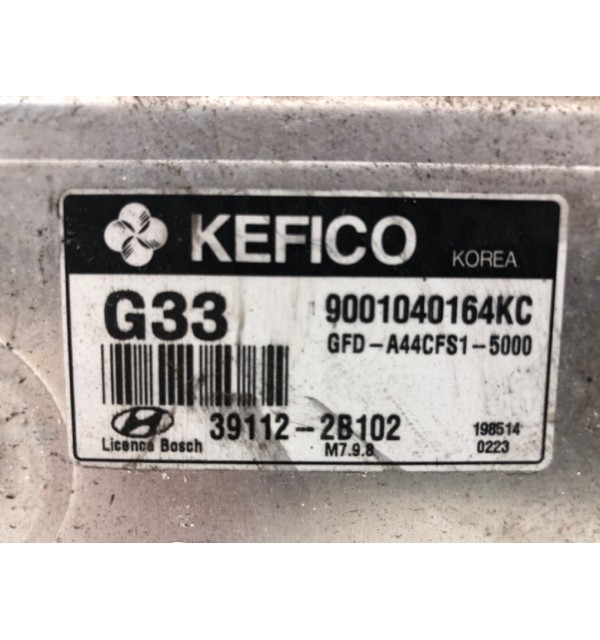 KEFICO KOREA
G33 9001040164KC
GFD-A44CFS1-5000
39112-2B102 198514
Licence Bosch M7.9.8 0223